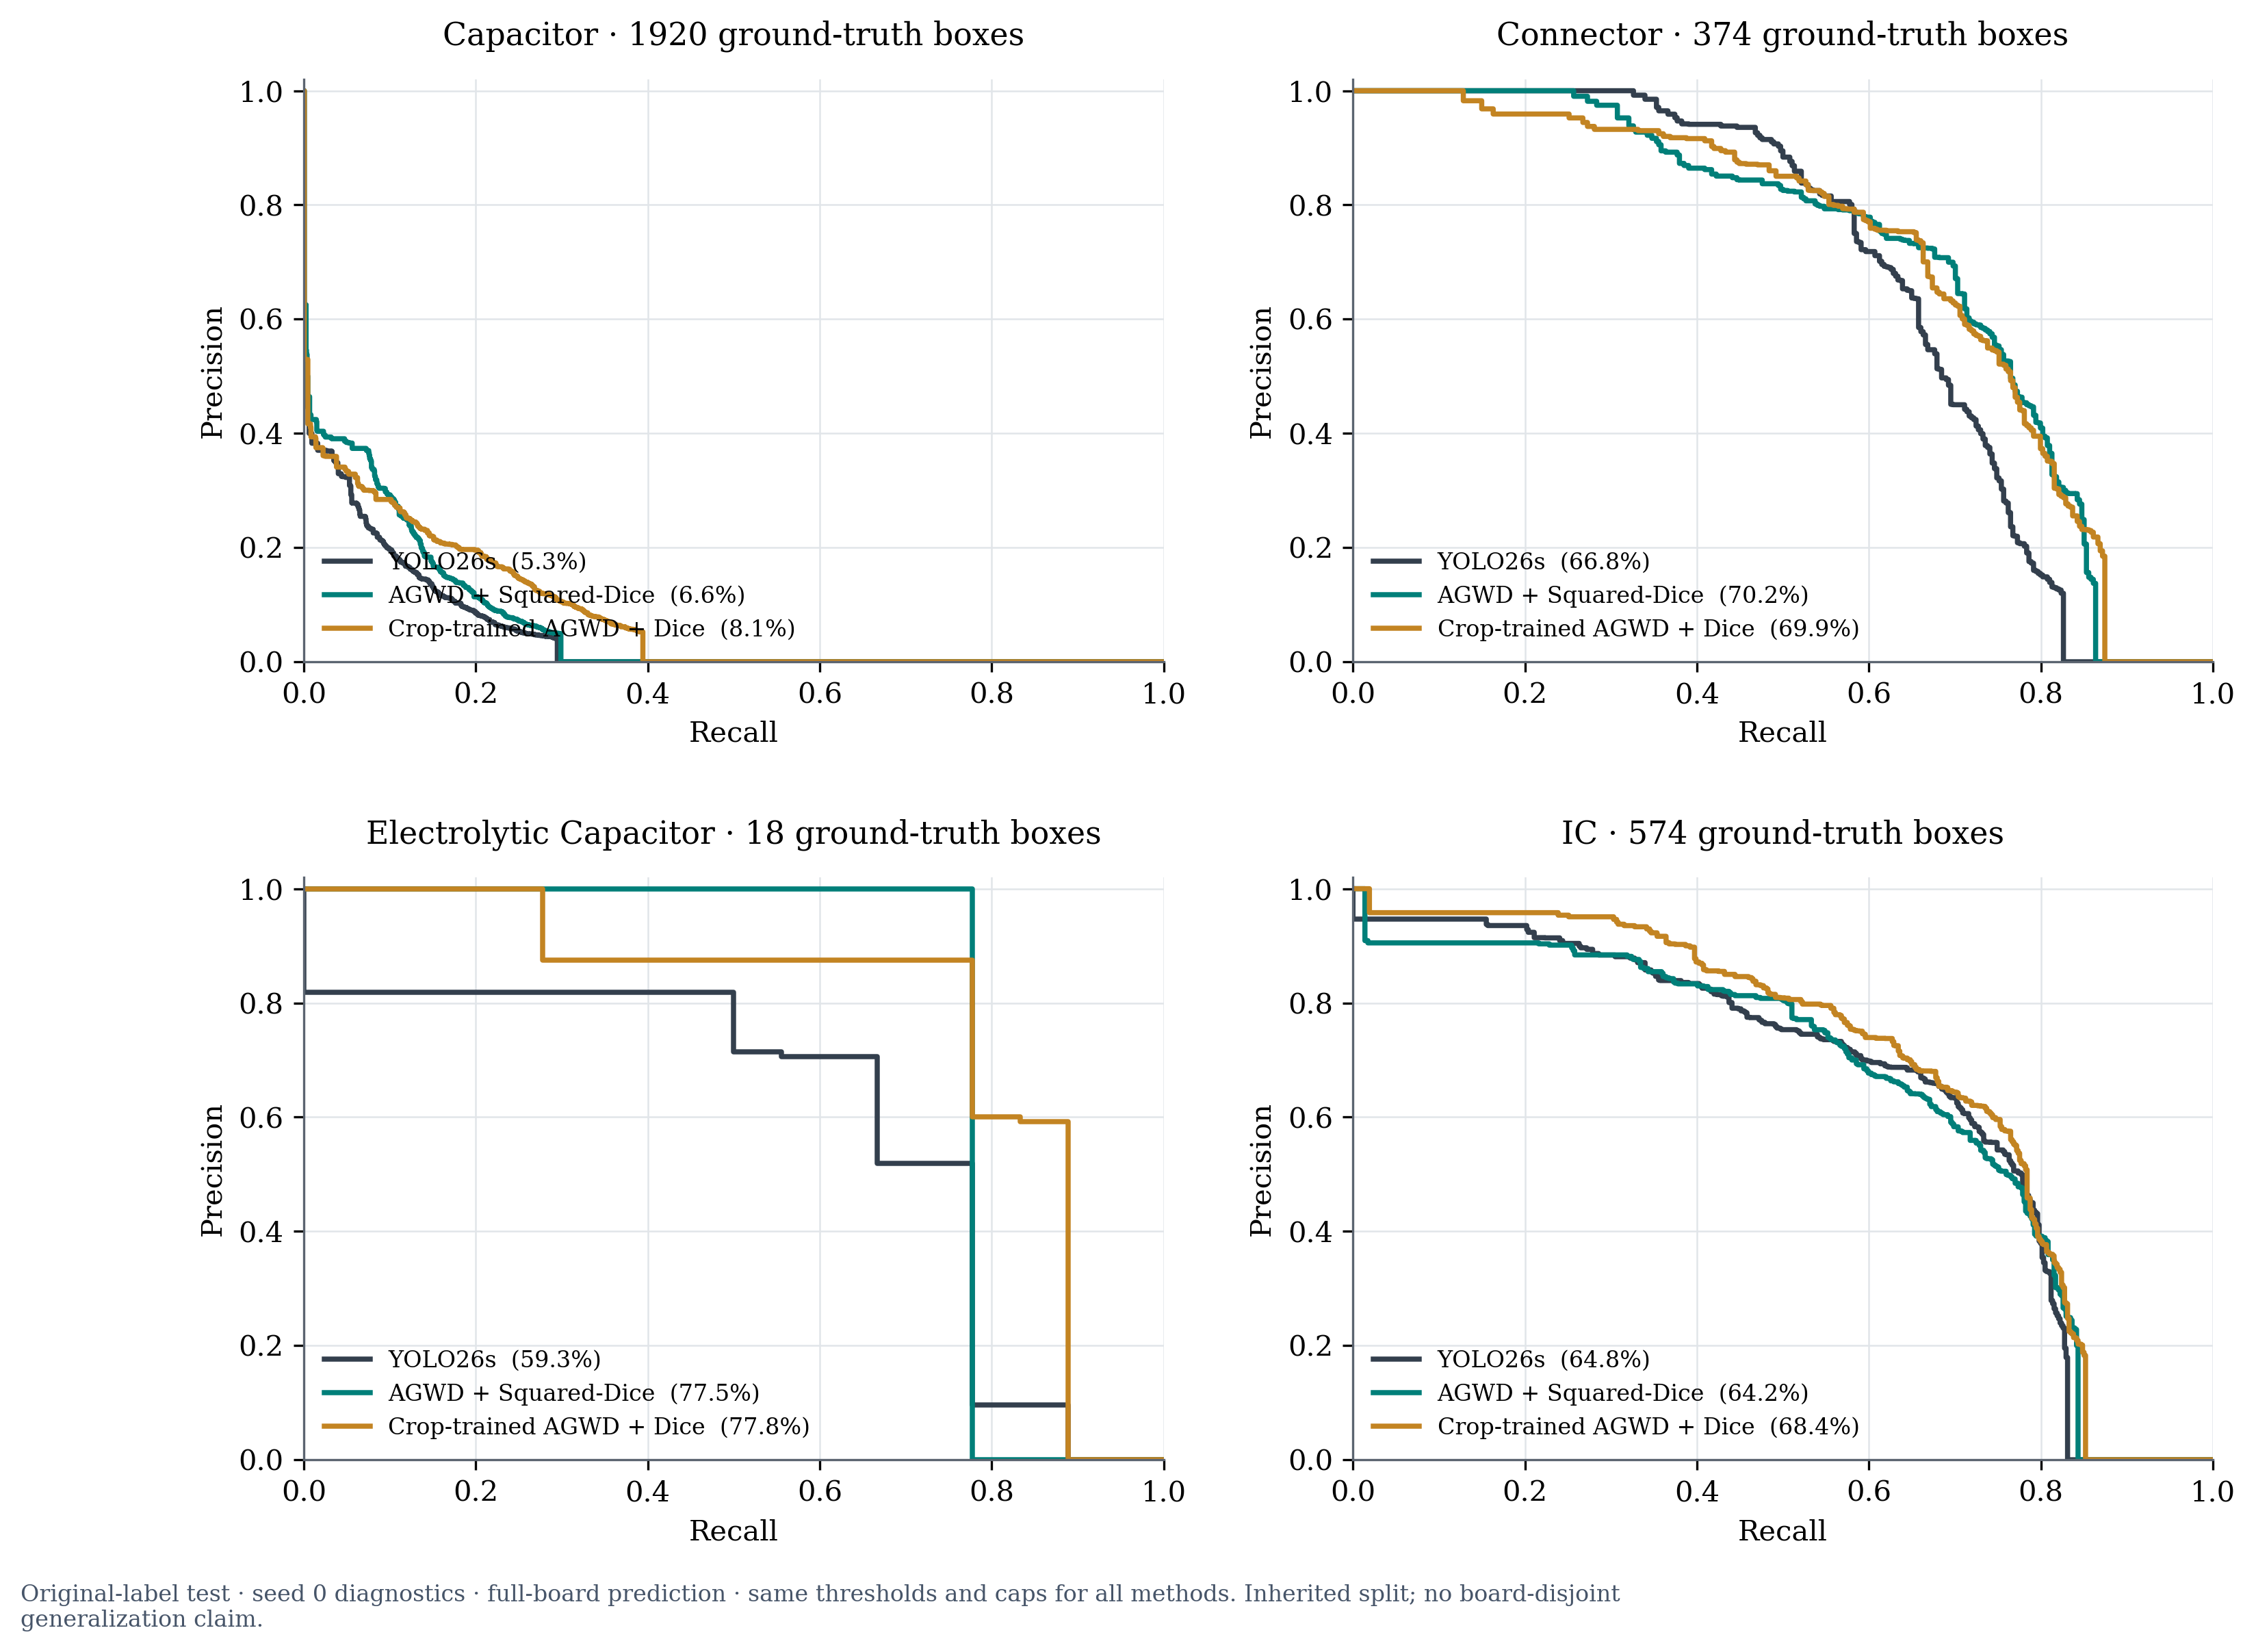 Capacitor · 1920 ground-truth boxes
1.0
0.8
0.6
0.4
0.2
0.0
Precision
YOLO26s (5.3%)
AGWD + Squared-Dice (6.6%)
Crop-trained AGWD + Dice (8.1%)
0.0 0.2 0.4 0.6 0.8 1.0
Recall
Connector · 374 ground-truth boxes
1.0
0.8
0.6
0.4
0.2
0.0
Precision
YOLO26s (66.8%)
AGWD + Squared-Dice (70.2%)
Crop-trained AGWD + Dice (69.9%)
0.0 0.2 0.4 0.6 0.8 1.0
Recall
Electrolytic Capacitor · 18 ground-truth boxes
1.0
0.8
0.6
0.4
0.2
0.0
Precision
YOLO26s (59.3%)
AGWD + Squared-Dice (77.5%)
Crop-trained AGWD + Dice (77.8%)
0.0 0.2 0.4 0.6 0.8 1.0
Recall
IC · 574 ground-truth boxes
1.0
0.8
0.6
0.4
0.2
0.0
Precision
YOLO26s (64.8%)
AGWD + Squared-Dice (64.2%)
Crop-trained AGWD + Dice (68.4%)
0.0 0.2 0.4 0.6 0.8 1.0
Recall
Original-label test · seed 0 diagnostics · full-board prediction · same thresholds and caps for all methods. Inherited split; no board-disjoint
generalization claim.